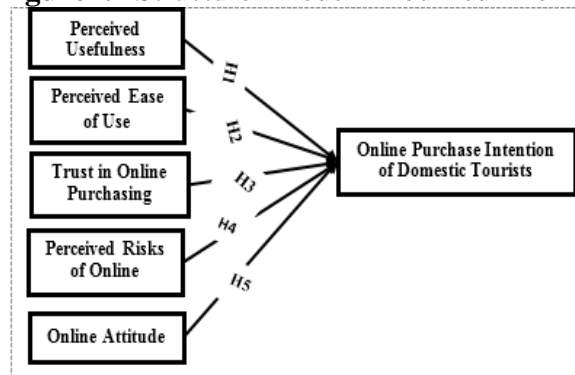 Perceived
Usefulness
H1
Perceived Ease
of Use
H2
Online Purchase Intention
of Domestic Tourists
Trust in Online
Purchasing
H3
Perceived Risks
of Online
H4
H5
Online Attitude